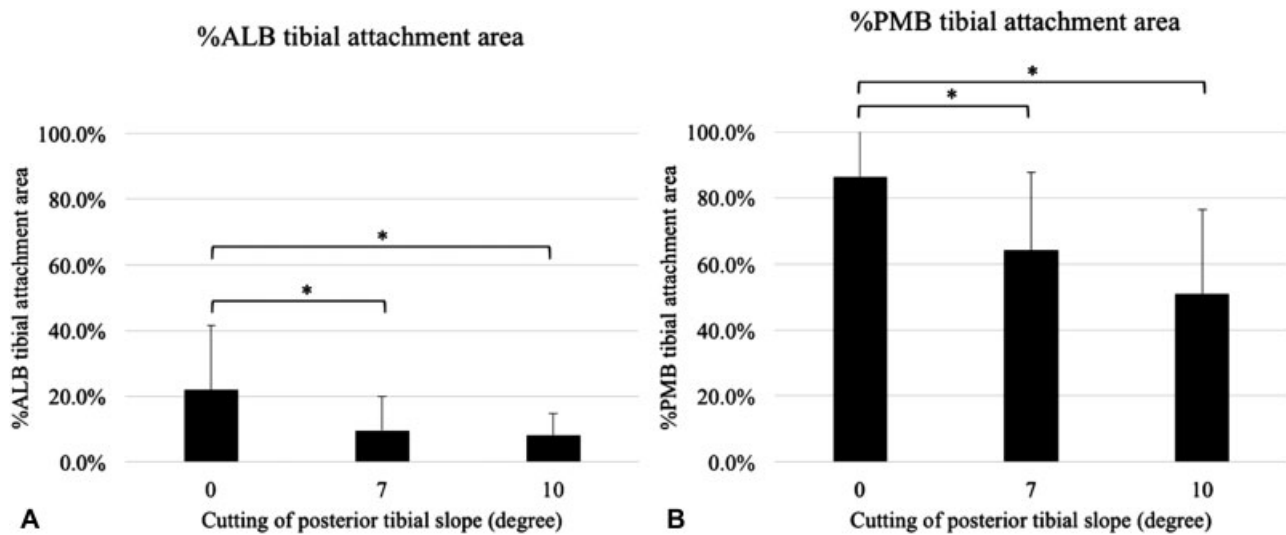 %ALB tibial attachment area
%ALB tibial attachment area
100.0%
80.0%
60.0%
40.0%
20.0%
0.0%
*
*
0 7 10
Cutting of posterior tibial slope (degree)
A
%PMB tibial attachment area
%PMB tibial attachment area
100.0%
80.0%
60.0%
40.0%
20.0%
0.0%
*
*
0 7 10
Cutting of posterior tibial slope (degree)
B